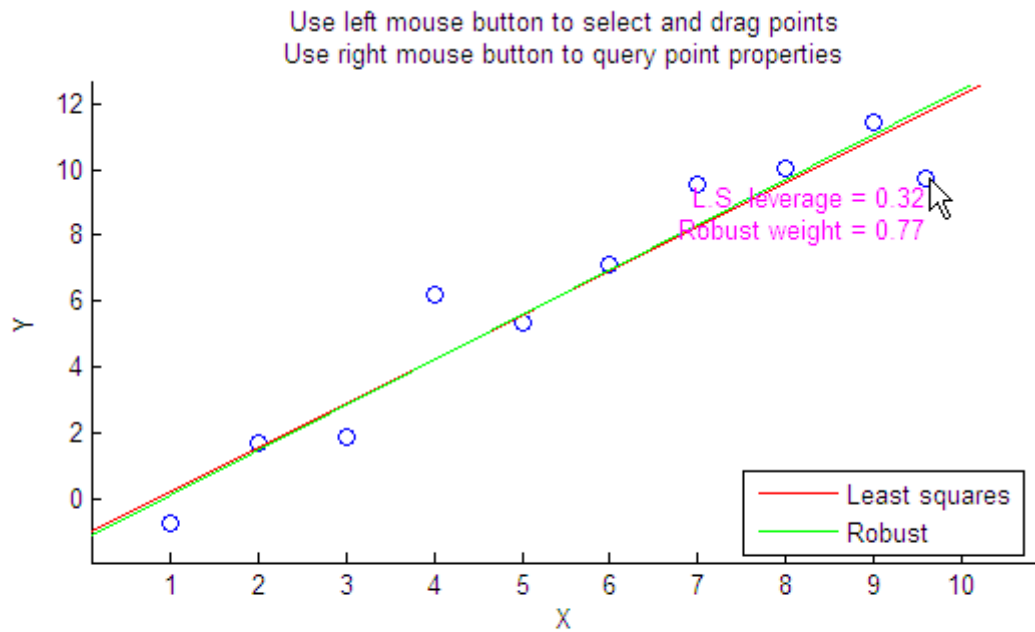 Use left mouse button to select and drag points
Use right mouse button to query point properties
12
10
8
6
4
2
0
Y
L.S. leverage = 0.32
Robust weight = 0.77
Least squares
Robust
1 2 3 4 5 6 7 8 9 10
X